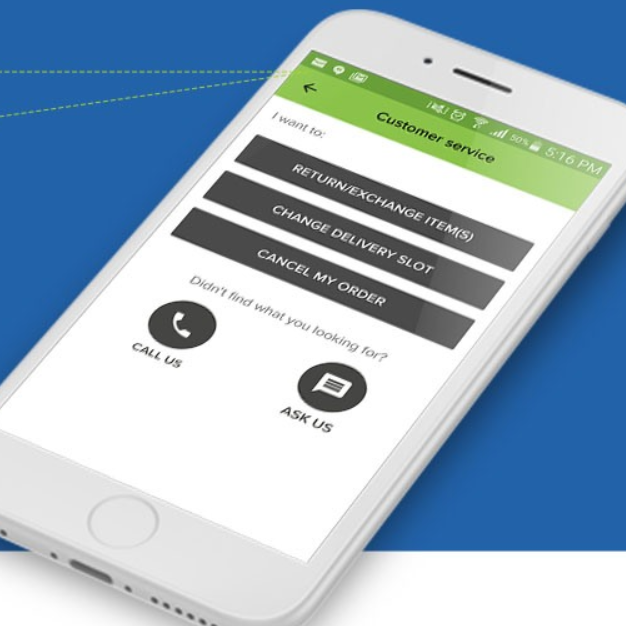 50% 5:16 PM
Customer service
I want to:
RETURN/EXCHANGE ITEM(S)
CHANGE DELIVERY SLOT
CANCEL MY ORDER
Didn't find what you looking for?
CALL US
ASK US